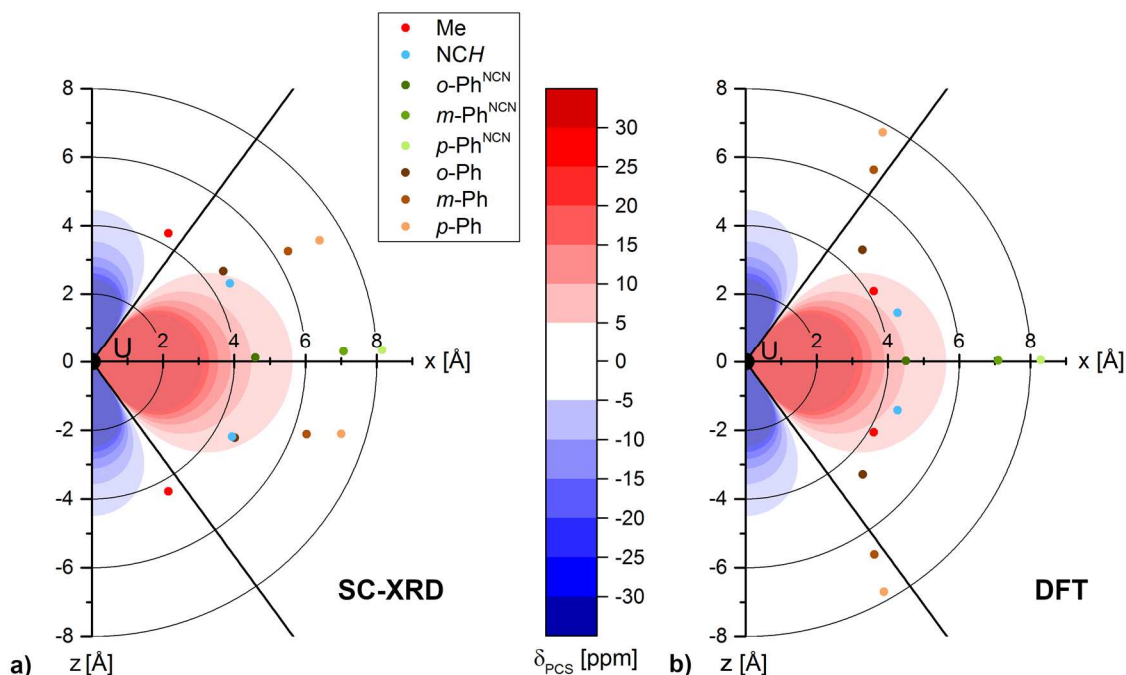 Me
NCH
o-Ph^NCN
m-Ph^NCN
p-Ph^NCN
o-Ph
m-Ph
p-Ph
8
6
4
2
0
-2
-4
-6
-8
U
2
4
6
8
x [Å]
z [Å]
SC-XRD
a)
30
25
20
15
10
5
0
-5
-10
-15
-20
-25
-30
δ_PCS [ppm]
8
6
4
2
0
-2
-4
-6
-8
U
2
4
6
8
x [Å]
z [Å]
DFT
b)